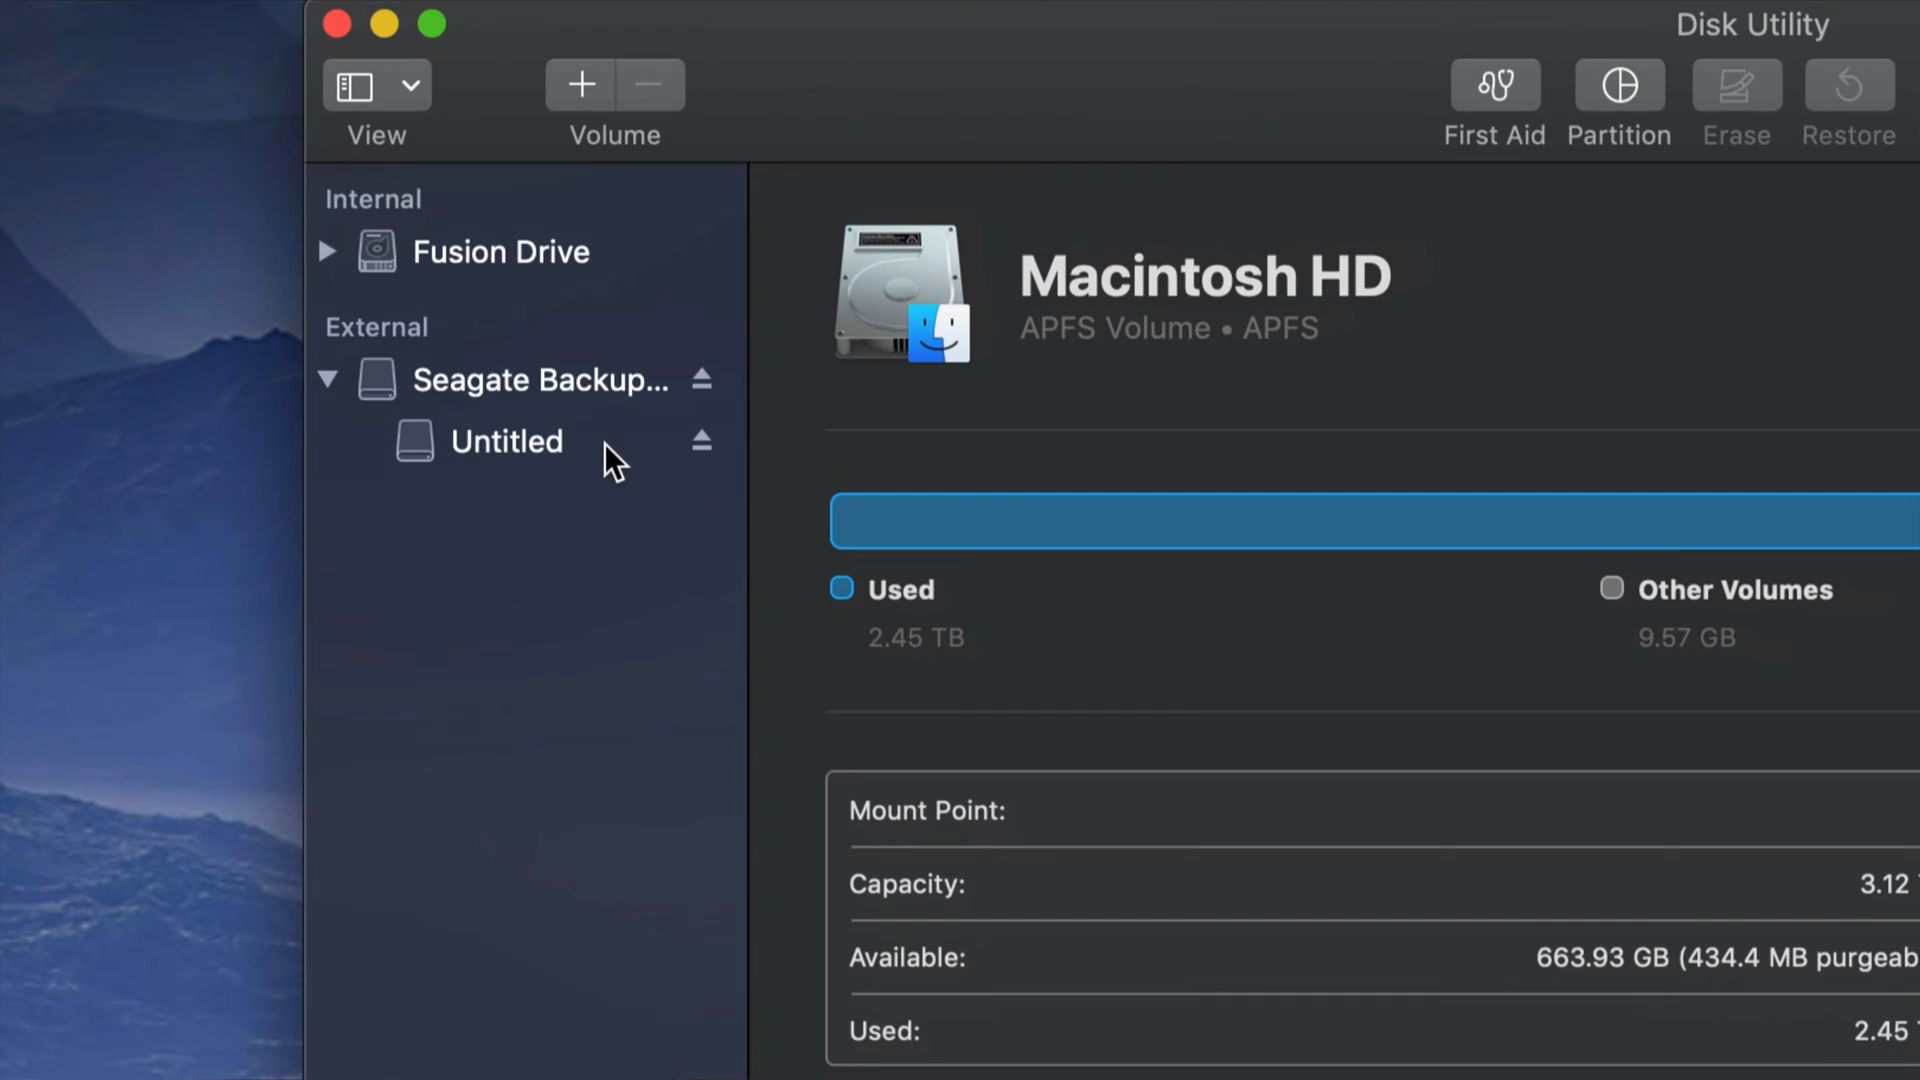 Disk Utility
View
Volume
First Aid
Partition
Erase
Restore
Internal
Fusion Drive
External
Seagate Backup...
Untitled
Macintosh HD
APFS Volume • APFS
Used
2.45 TB
Other Volumes
9.57 GB
Mount Point:
Capacity: 3.12
Available: 663.93 GB (434.4 MB purgeab
Used: 2.45